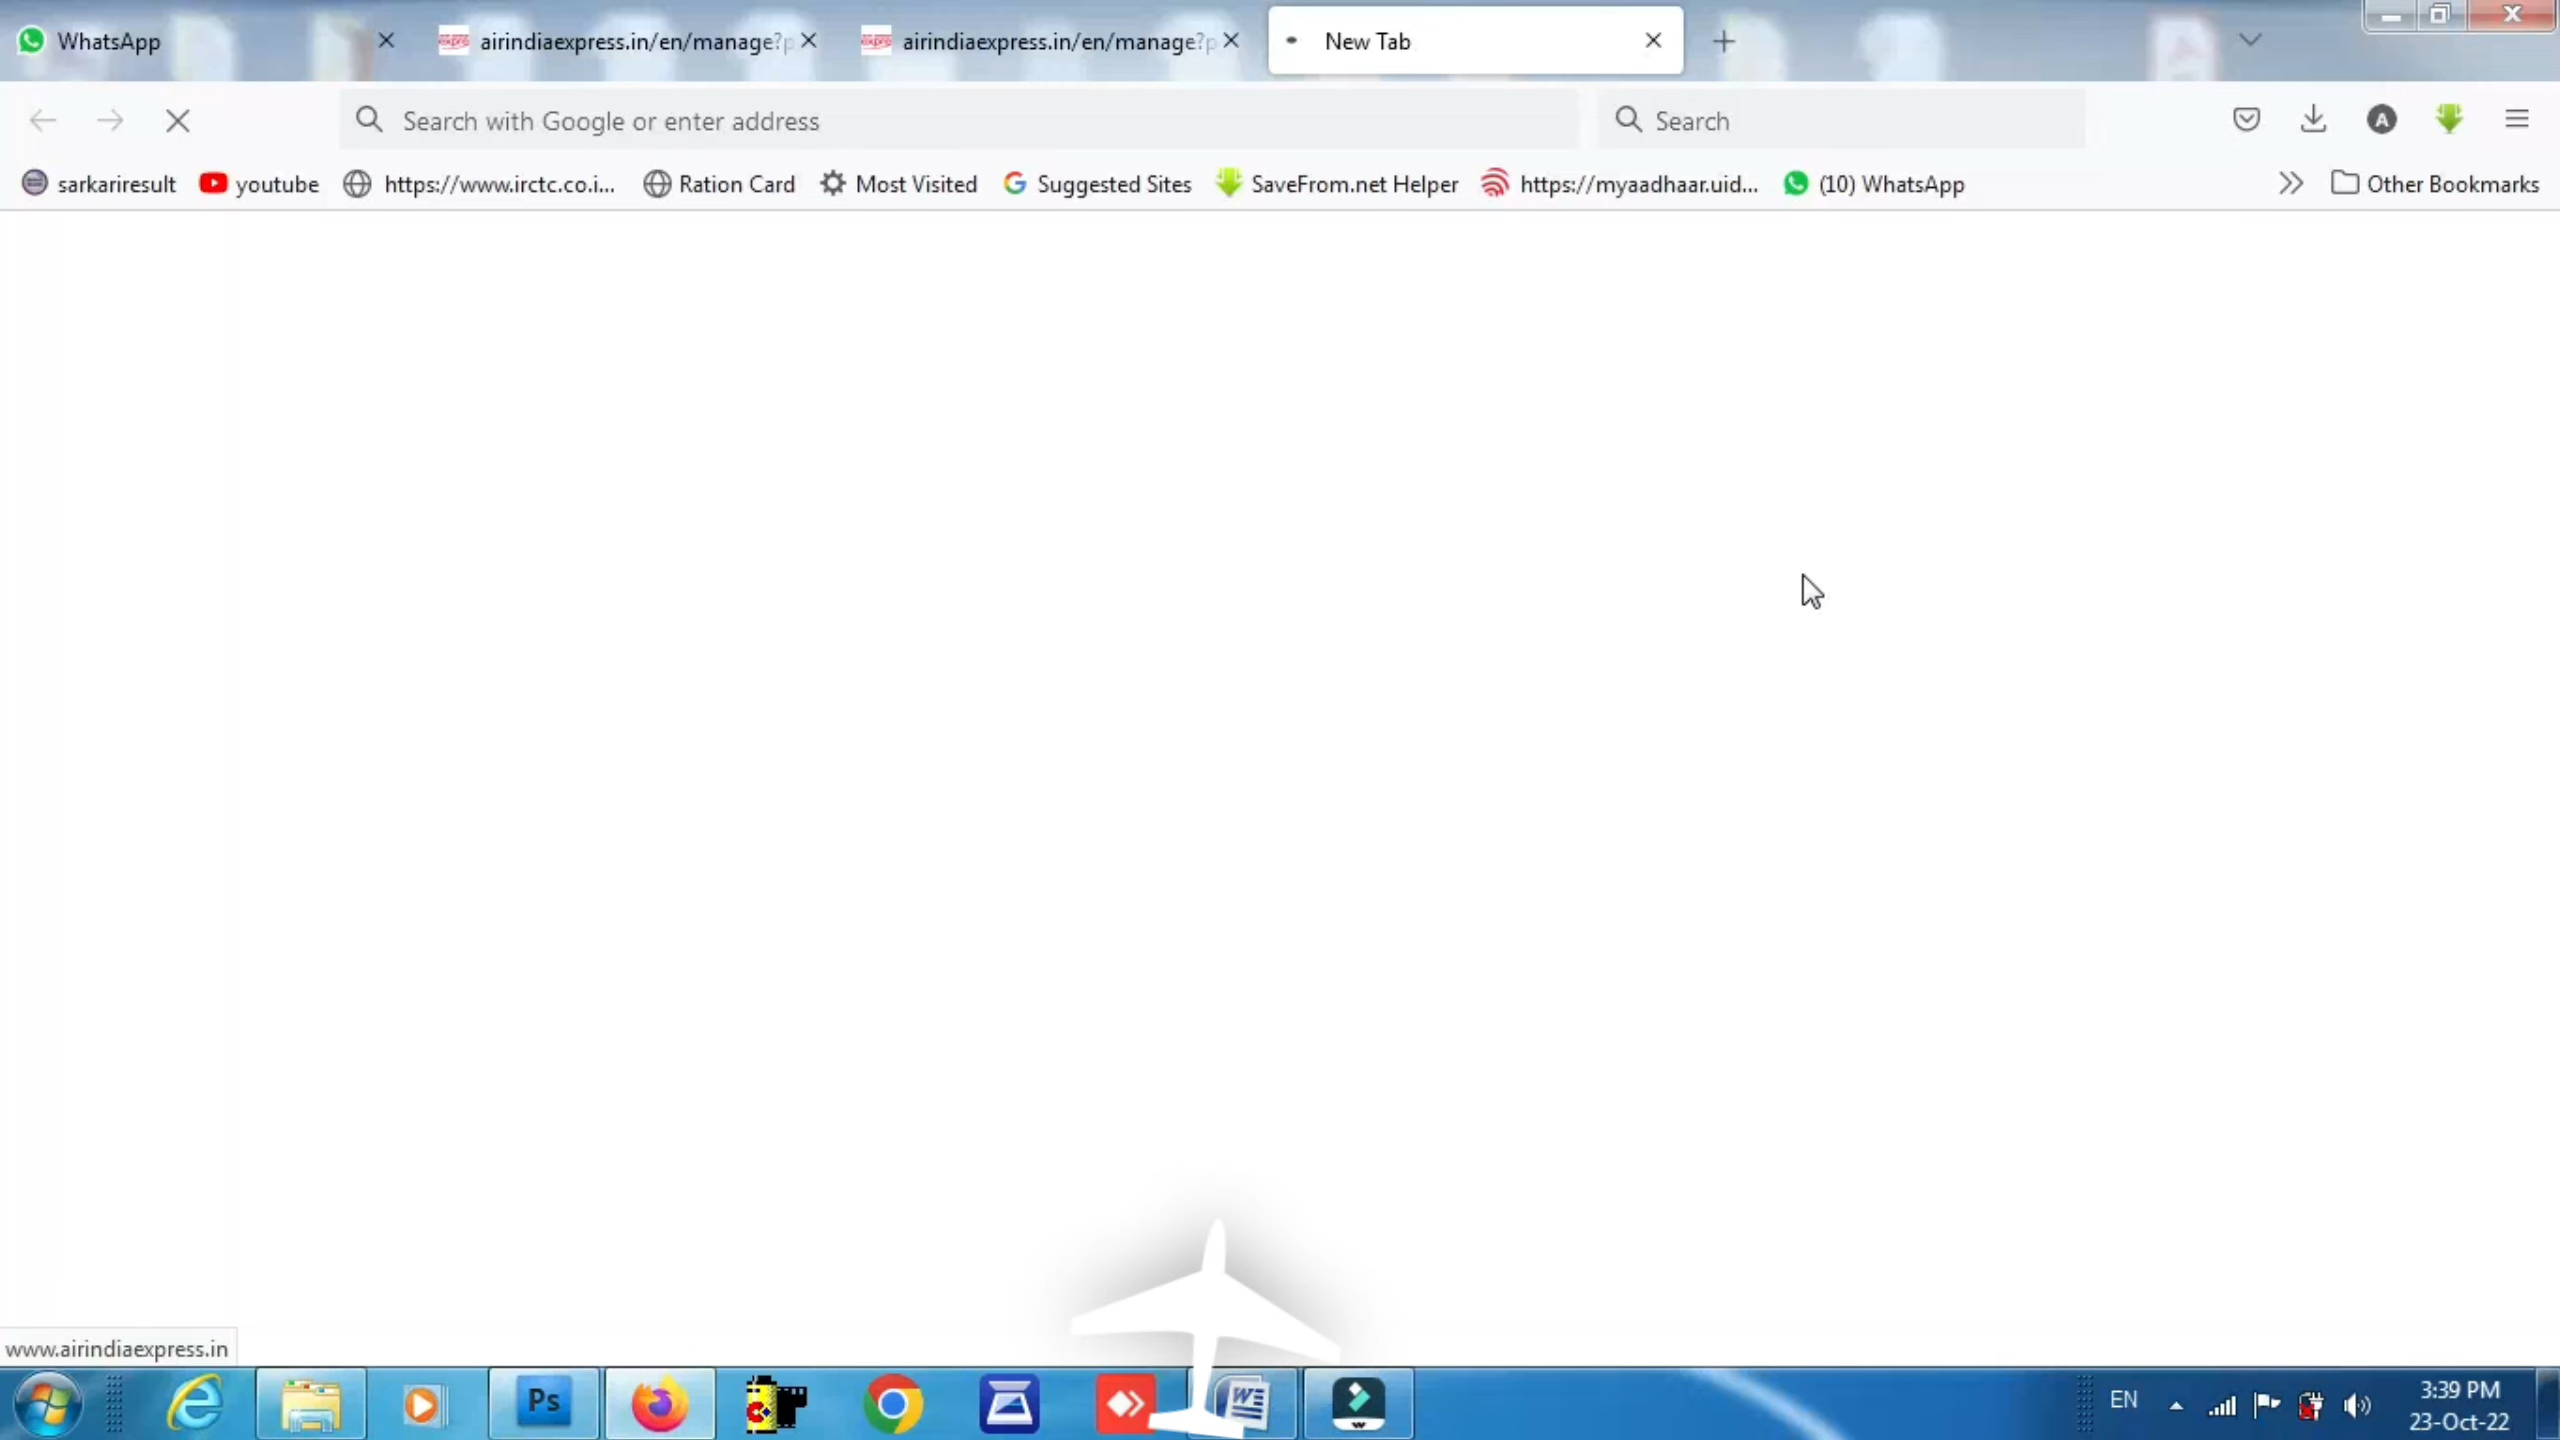 WhatsApp
airindiaexpress.in/en/manage?p
airindiaexpress.in/en/manage?p
New Tab
Search with Google or enter address
Search
A
sarkariresult
youtube
https://www.irctc.co.i...
Ration Card
Most Visited
Suggested Sites
SaveFrom.net Helper
https://myaadhaar.uid...
(10) WhatsApp
Other Bookmarks
www.airindiaexpress.in
Ps
EN
3:39 PM
23-Oct-22